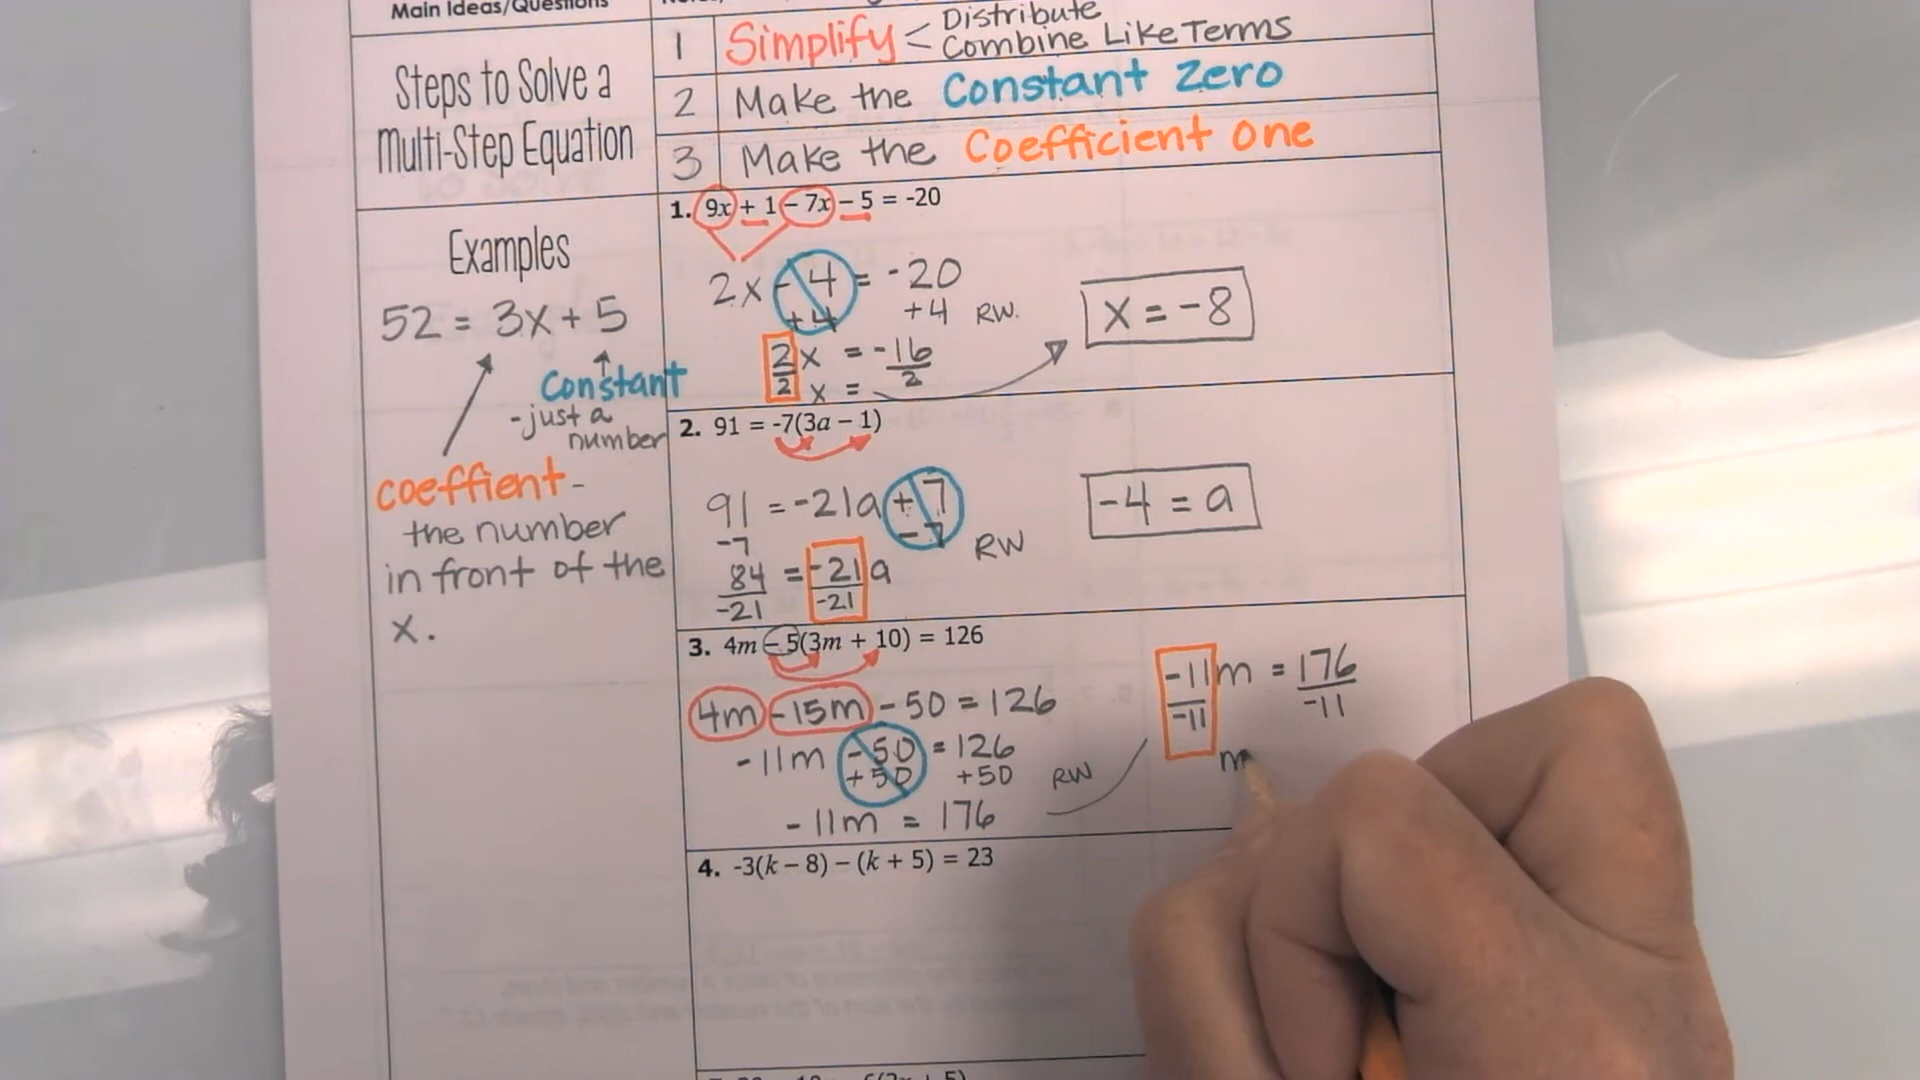 Main Ideas/Questions
Steps to Solve a
Multi-Step Equation
1 Simplify < Distribute
Combine Like Terms
2 Make the Constant Zero
3 Make the Coefficient one
Examples
52 = 3x + 5
Constant
- just a
number
coeffient -
the number
in front of the
x.
1. 9x + 1 - 7x - 5 = -20
2x - 4 = -20
+4 +4 RW.
2x = -16
2 2
x =
x = -8
2. 91 = -7(3a - 1)
91 = -21a + 7
-7 -7 RW
84 = -21a
-21 -21
-4 = a
3. 4m - 5(3m + 10) = 126
4m - 15m - 50 = 126
-11m - 50 = 126
+50 +50 RW
-11m = 176
-11m = 176
-11 -11
m
4. -3(k - 8) - (k + 5) = 23